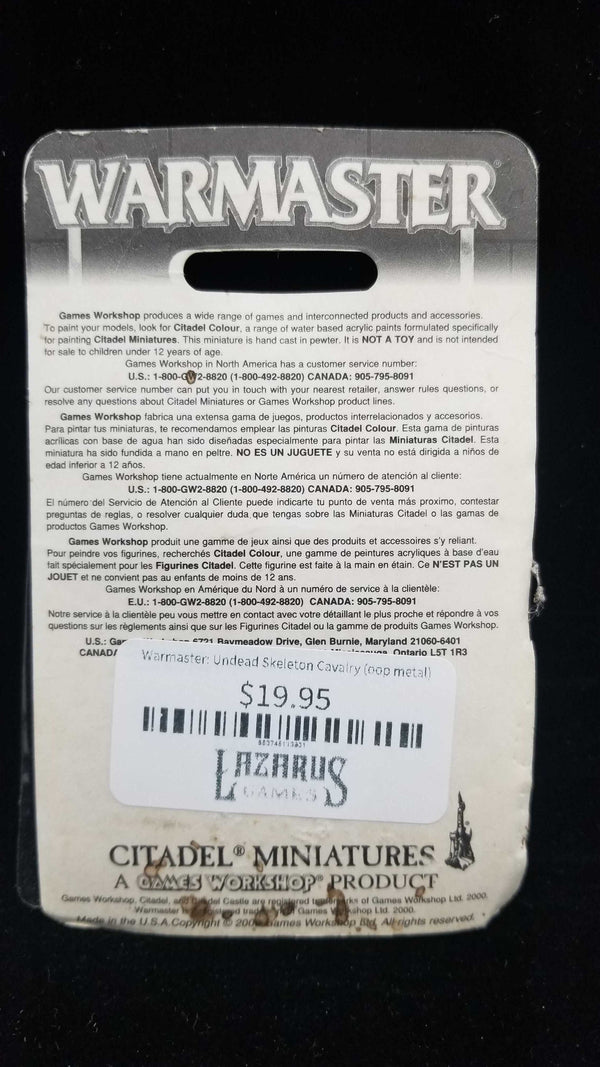 WARMASTER®
Games Workshop produces a wide range of games and interconnected products and accessories.
To paint your models, look for Citadel Colour, a range of water based acrylic paints formulated specifically
for painting Citadel Miniatures. This miniature is hand cast in pewter. It is NOT A TOY and is not intended
for sale to children under 12 years of age.
Games Workshop in North America has a customer service number:
U.S.: 1-800-GW2-8820 (1-800-492-8820) CANADA: 905-795-8091
Our customer service number can put you in touch with your nearest retailer, answer rules questions, or
resolve any questions about Citadel Miniatures or Games Workshop product lines.
Games Workshop fabrica una extensa gama de juegos, productos interrelacionados y accesorios.
Para pintar tus miniaturas, te recomendamos emplear las pinturas Citadel Colour. Esta gama de pinturas
acrílicas con base de agua han sido diseñadas especialmente para pintar las Miniaturas Citadel. Esta
miniatura ha sido fundida a mano en peltre. NO ES UN JUGUETE y su venta no está dirigida a niños de
edad inferior a 12 años.
Games Workshop tiene actualmente en Norte América un número de atención al cliente:
U.S.: 1-800-GW2-8820 (1-800-492-8820) CANADA: 905-795-8091
El número del Servicio de Atención al Cliente puede indicarte tu punto de venta más proximo, contestar
preguntas de reglas, o resolver cualquier duda que tengas sobre las Miniaturas Citadel o las gamas de
productos Games Workshop.
Games Workshop produit une gamme de jeux ainsi que des produits et accessoires s'y reliant.
Pour peindre vos figurines, recherchés Citadel Colour, une gamme de peintures acryliques à base d'eau
fait spécialement pour les Figurines Citadel. Cette figurine est faite à la main en étain. Ce N'EST PAS UN
JOUET et ne convient pas au enfants de moins de 12 ans.
Games Workshop en Amérique du Nord à un numéro de service à la clientèle:
E.U.: 1-800-GW2-8820 (1-800-492-8820) CANADA: 905-795-8091
Notre service à la clientèle peu vous mettre en contact avec votre détaillant le plus proche et répondre à vos
questions sur les règlements ainsi que les Figurines Citadel ou la gamme de produits Games Workshop.
U.S.: 6721 Baymeadow Drive, Glen Burnie, Maryland 21060-6401
CANADA Mississauga, Ontario L5T 1R3
Warmaster: Undead Skeleton Cavalry (oop metal)
$19.95
LAZARUS
GAMES
CITADEL® MINIATURES
A GAMES WORKSHOP® PRODUCT
Games Workshop, Citadel, and Citadel Castle are registered trademarks of Games Workshop Ltd. 2000.
Warmaster registered Games Workshop Ltd. 2000.
Made in the U.S.A Copyright © 2000 Games Workshop Ltd. All rights reserved.